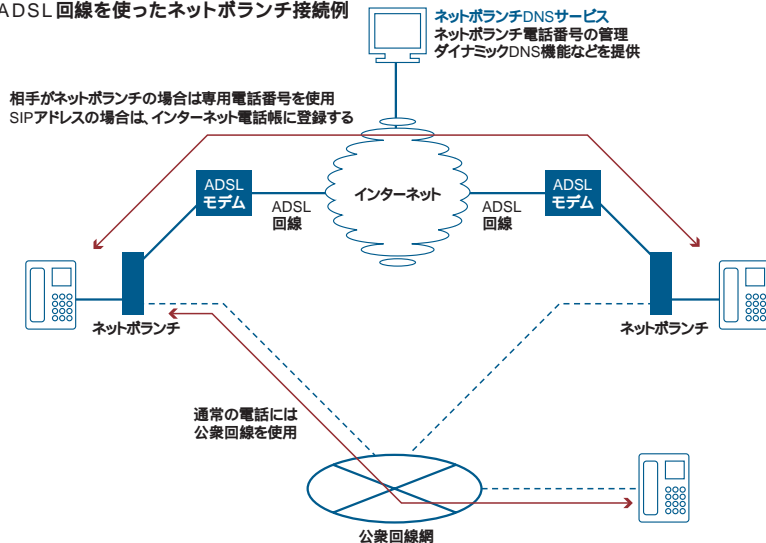 ADSL回線を使ったネットボランチ接続例
ネットボランチDNSサービス
ネットボランチ電話番号の管理
ダイナミックDNS機能などを提供
相手がネットボランチの場合は専用電話番号を使用
SIPアドレスの場合は、インターネット電話帳に登録する
ADSL
モデム
ADSL
回線
インターネット
ADSL
回線
ADSL
モデム
ネットボランチ
ネットボランチ
通常の電話には
公衆回線を使用
公衆回線網